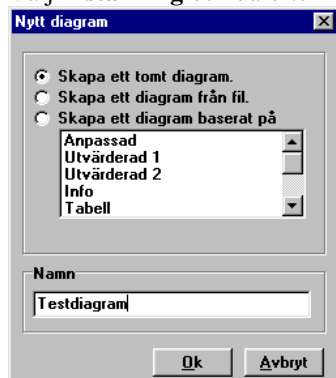 Nytt diagram
Skapa ett tomt diagram.
Skapa ett diagram från fil.
Skapa ett diagram baserat på
Anpassad
Utvärderad 1
Utvärderad 2
Info
Tabell
Namn
Testdiagram
Ok
Avbryt